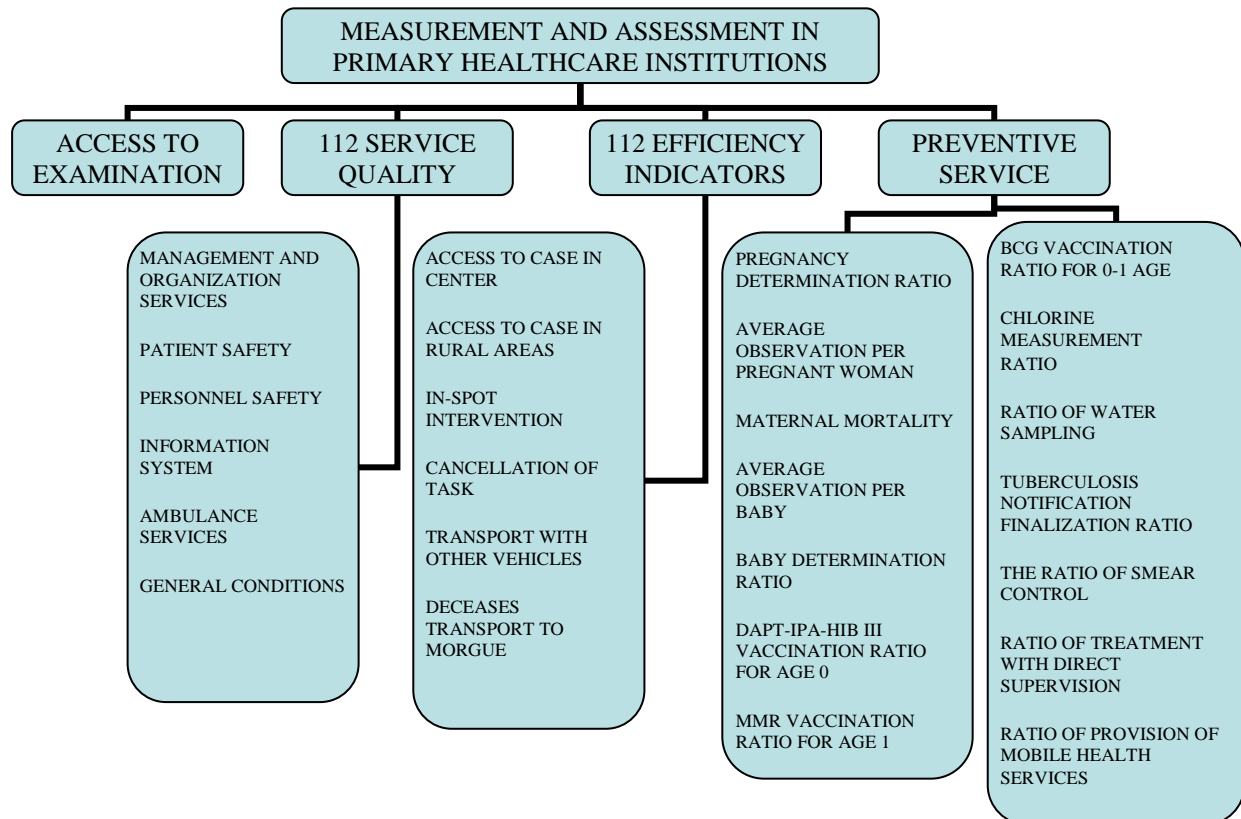 MEASUREMENT AND ASSESSMENT IN
PRIMARY HEALTHCARE INSTITUTIONS
ACCESS TO
EXAMINATION
112 SERVICE
QUALITY
112 EFFICIENCY
INDICATORS
PREVENTIVE
SERVICE
MANAGEMENT AND
ORGANIZATION
SERVICES
PATIENT SAFETY
PERSONNEL SAFETY
INFORMATION
SYSTEM
AMBULANCE
SERVICES
GENERAL CONDITIONS
ACCESS TO CASE IN
CENTER
ACCESS TO CASE IN
RURAL AREAS
IN-SPOT
INTERVENTION
CANCELLATION OF
TASK
TRANSPORT WITH
OTHER VEHICLES
DECEASES
TRANSPORT TO
MORGUE
PREGNANCY
DETERMINATION RATIO
AVERAGE
OBSERVATION PER
PREGNANT WOMAN
MATERNAL MORTALITY
AVERAGE
OBSERVATION PER
BABY
BABY DETERMINATION
RATIO
DAPT-IPA-HIB III
VACCINATION RATIO
FOR AGE 0
MMR VACCINATION
RATIO FOR AGE 1
BCG VACCINATION
RATIO FOR 0-1 AGE
CHLORINE
MEASUREMENT
RATIO
RATIO OF WATER
SAMPLING
TUBERCULOSIS
NOTIFICATION
FINALIZATION RATIO
THE RATIO OF SMEAR
CONTROL
RATIO OF TREATMENT
WITH DIRECT
SUPERVISION
RATIO OF PROVISION OF
MOBILE HEALTH
SERVICES